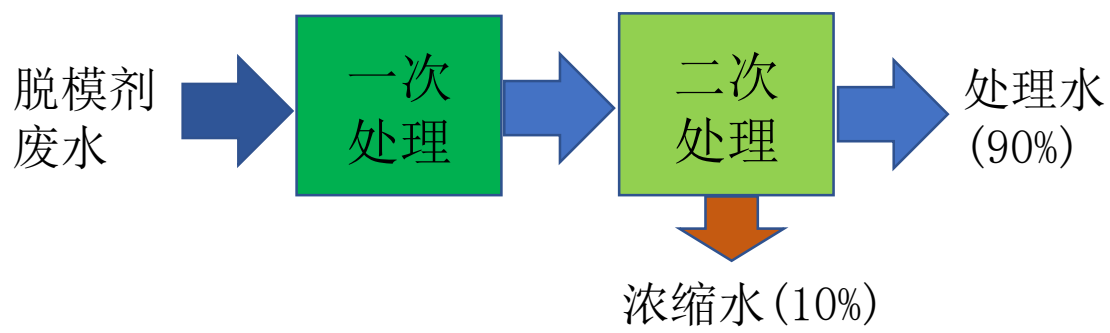 脱模剂
废水
一次
处理
二次
处理
处理水
(90%)
浓缩水(10%)